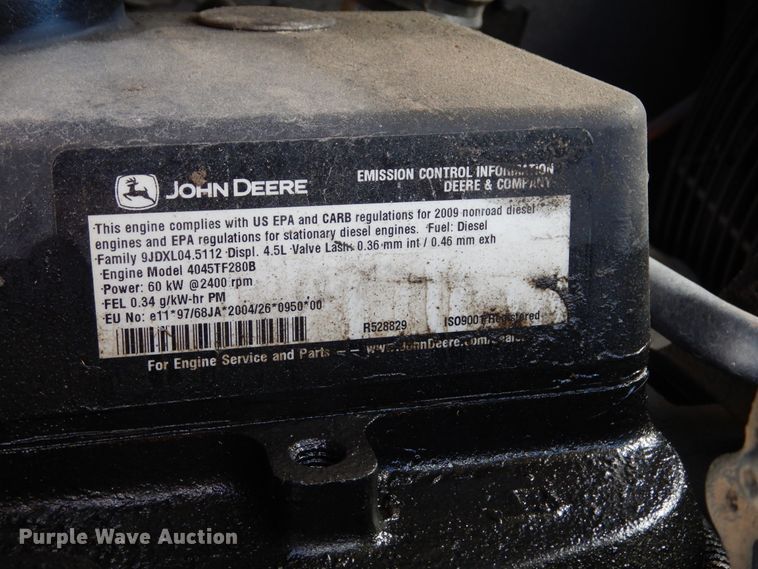 JOHN DEERE
EMISSION CONTROL INFORMATION
DEERE & COMPANY
This engine complies with US EPA and CARB regulations for 2009 nonroad diesel
engines and EPA regulations for stationary diesel engines. Fuel: Diesel
Family 9JDXL04.5112 Displ. 4.5L Valve Lash: 0.36 mm int / 0.46 mm exh
Engine Model 4045TF280B
Power: 60 kW @2400 rpm
FEL 0.34 g/kW-hr PM
EU No: e11*97/68JA*2004/26*0950*00
R528829 ISO9001 Registered
For Engine Service and Parts -- www.JohnDeere.com/
Purple Wave Auction